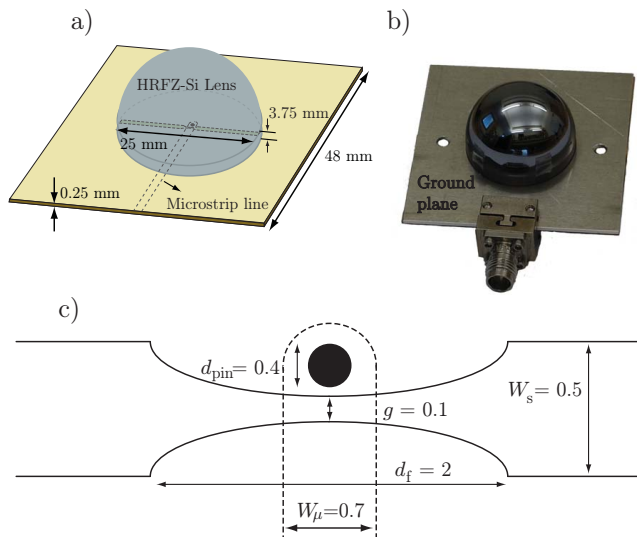 a)
b)
HRFZ-Si Lens
3.75 mm
25 mm
48 mm
0.25 mm
Microstrip line
Ground
plane
c)
d_pin = 0.4
g = 0.1
W_s = 0.5
d_f = 2
W_μ=0.7